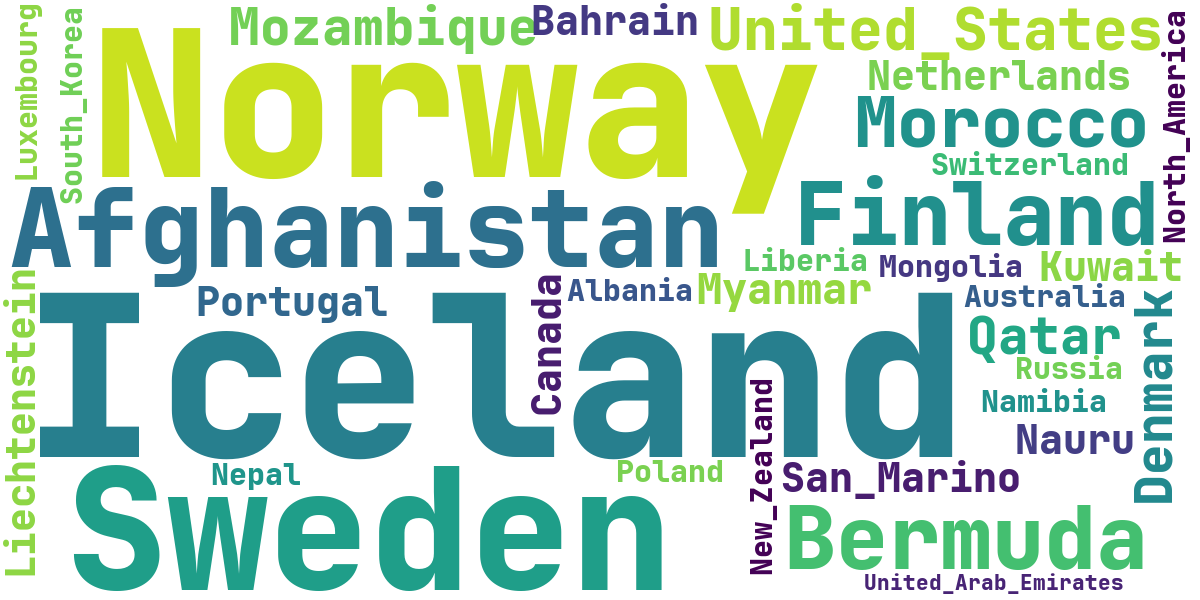 Luxembourg
South_Korea
Mozambique
Bahrain
United_States
North_America
Norway
Netherlands
Morocco
Switzerland
Afghanistan
Finland
Liberia
Mongolia
Kuwait
Liechtenstein
Portugal
Canada
Albania
Myanmar
Australia
Denmark
Iceland
Qatar
Russia
Namibia
Nauru
Nepal
Poland
New_Zealand
San_Marino
Sweden
Bermuda
United_Arab_Emirates